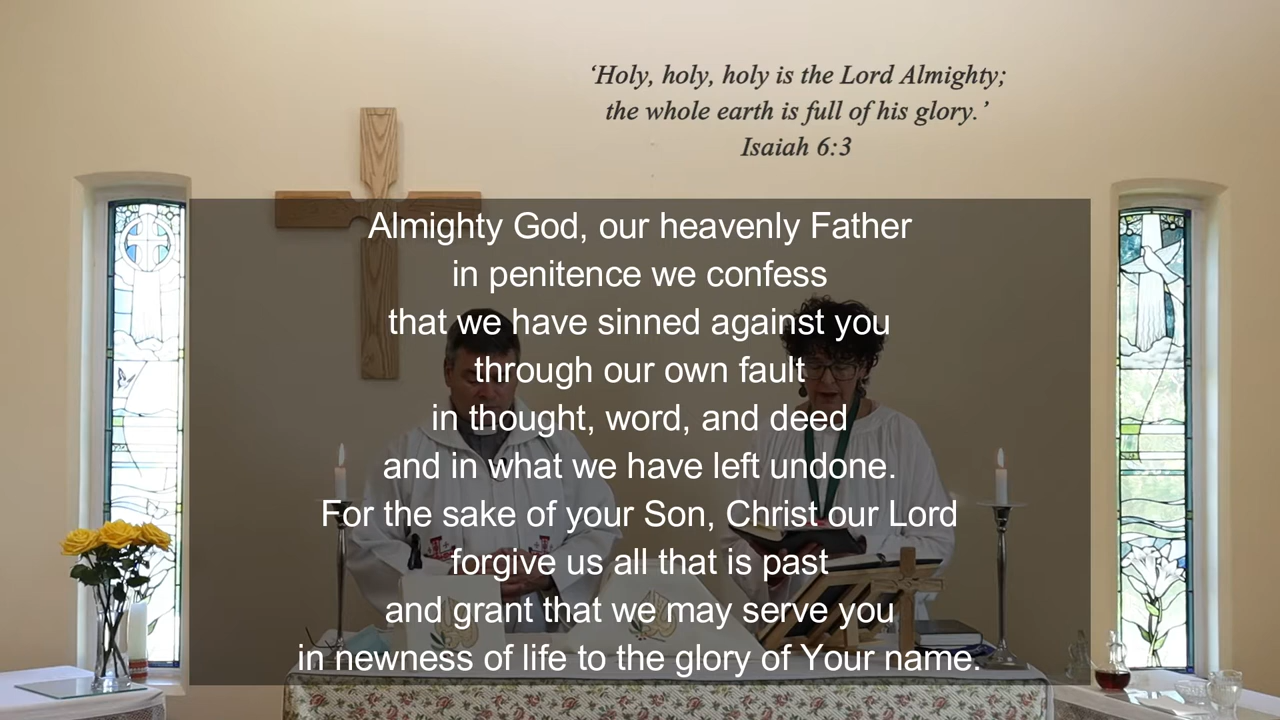 ‘Holy, holy, holy is the Lord Almighty;
the whole earth is full of his glory.’
Isaiah 6:3
Almighty God, our heavenly Father
in penitence we confess
that we have sinned against you
through our own fault
in thought, word, and deed
and in what we have left undone.
For the sake of your Son, Christ our Lord
forgive us all that is past
and grant that we may serve you
in newness of life to the glory of Your name.